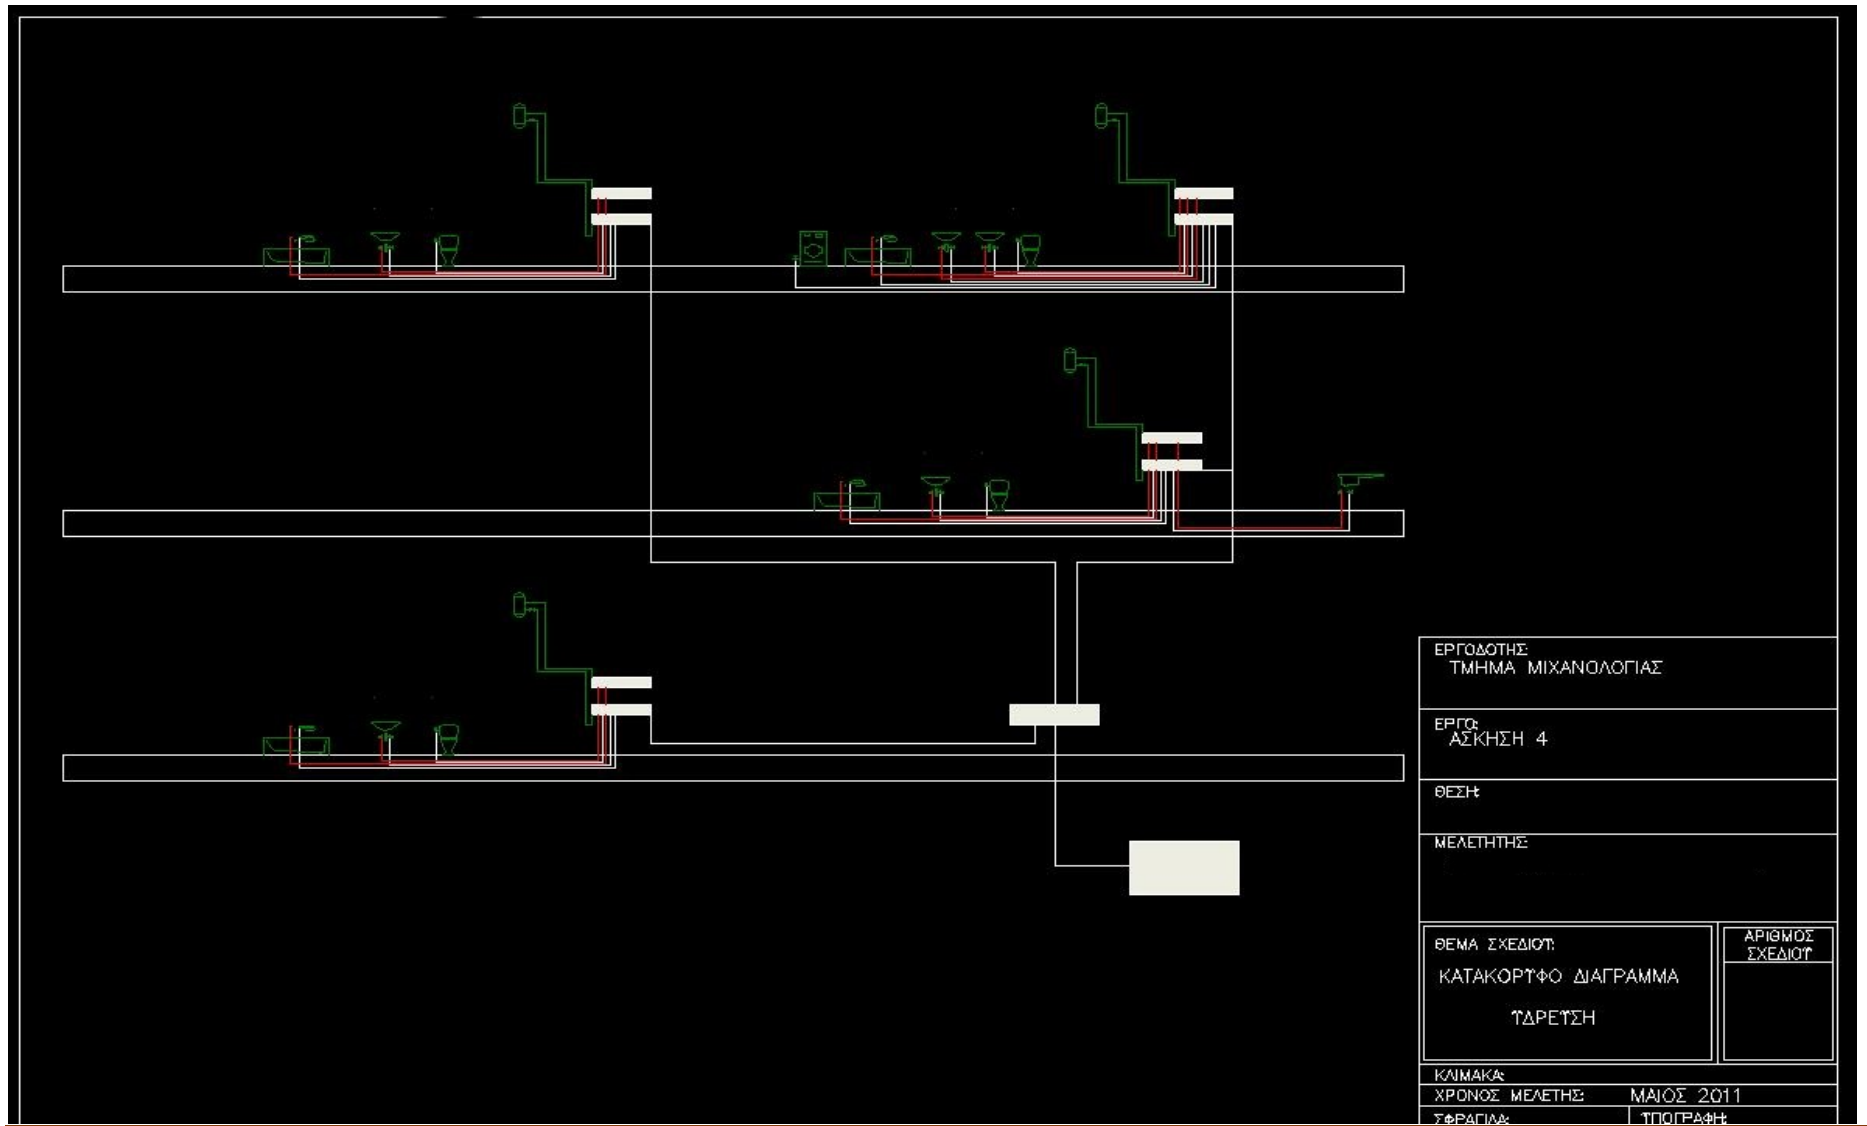 ΕΡΓΟΔΟΤΗΣ:
ΤΜΗΜΑ ΜΙΧΑΝΟΛΟΓΙΑΣ
ΕΡΓΟ:
ΑΣΚΗΣΗ 4
ΘΕΣΗ:
ΜΕΛΕΤΗΤΗΣ:
ΘΕΜΑ ΣΧΕΔΙΟΥ:
ΚΑΤΑΚΟΡΥΦΟ ΔΙΑΓΡΑΜΜΑ
ΥΔΡΕΥΣΗ
ΑΡΙΘΜΟΣ
ΣΧΕΔΙΟΥ
ΚΛΙΜΑΚΑ:
ΧΡΟΝΟΣ ΜΕΛΕΤΗΣ: ΜΑΙΟΣ 2011
ΣΦΡΑΓΙΔΑ: ΥΠΟΓΡΑΦΗ: